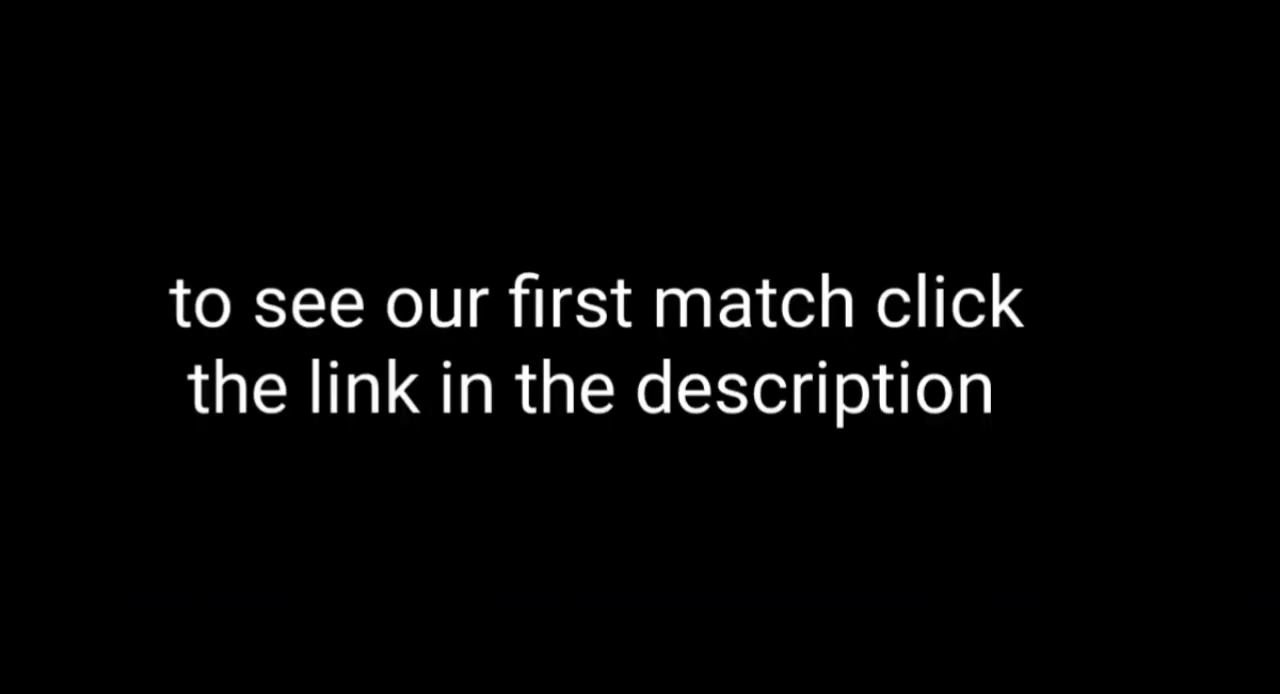 to see our first match click
the link in the description